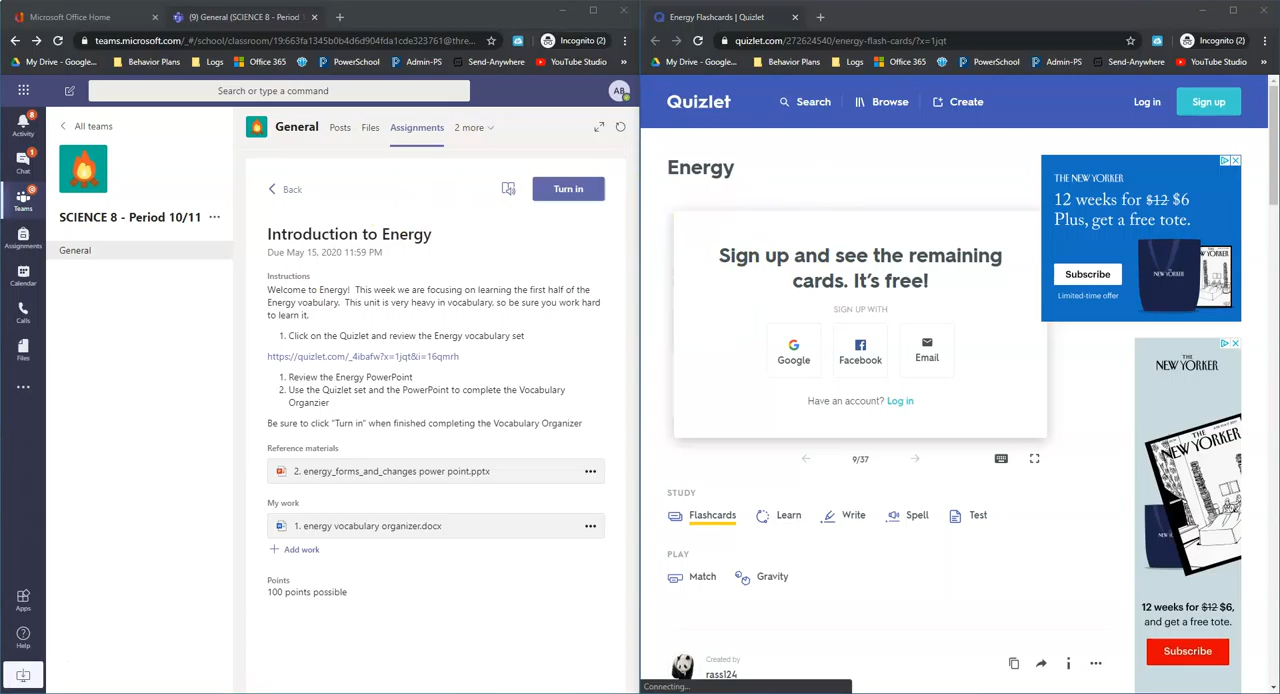 Microsoft Office Home
(9) General (SCIENCE 8 - Period
teams.microsoft.com/_#/school/classroom/19:663fa1345b0b4d6d904fda1cde323761@thre...
Incognito (2)
My Drive - Google...
Behavior Plans
Logs
Office 365
PowerSchool
Admin-PS
Send-Anywhere
YouTube Studio
»
Search or type a command
AB
8
Activity
All teams
General
Posts
Files
Assignments
2 more
1
Chat
Teams
Back
Turn in
SCIENCE 8 - Period 10/11
...
Assignments
General
Introduction to Energy
Due May 15, 2020 11:59 PM
Calendar
Instructions
Welcome to Energy! This week we are focusing on learning the first half of the
Energy voabulary. This unit is very heavy in vocabulary, so be sure you work hard
to learn it.
Calls
1. Click on the Quizlet and review the Energy vocabulary set
Files
https://quizlet.com/_4ibafw?x=1jqt&i=16qmrh
1. Review the Energy PowerPoint
2. Use the Quizlet set and the PowerPoint to complete the Vocabulary
Organzier
Be sure to click "Turn in" when finished completing the Vocabulary Organizer
Reference materials
2. energy_forms_and_changes power point.pptx
My work
1. energy vocabulary organizer.docx
Add work
Points
100 points possible
Apps
Help
Energy Flashcards | Quizlet
quizlet.com/272624540/energy-flash-cards/?x=1jqt
Incognito (2)
My Drive - Google...
Behavior Plans
Logs
Office 365
PowerSchool
Admin-PS
Send-Anywhere
YouTube Studio
»
Quizlet
Search
Browse
Create
Log in
Sign up
Energy
Sign up and see the remaining
cards. It's free!
SIGN UP WITH
Google
Facebook
Email
Have an account? Log in
9/37
STUDY
Flashcards
Learn
Write
Spell
Test
PLAY
Match
Gravity
Created by
rass124
Connecting...
THE NEW YORKER
12 weeks for $12 $6
Plus, get a free tote.
Subscribe
Limited-time offer
THE NEW YORKER
THE
NEW YORKER
THE NEW YORKER
12 weeks for $12 $6,
and get a free tote.
Subscribe